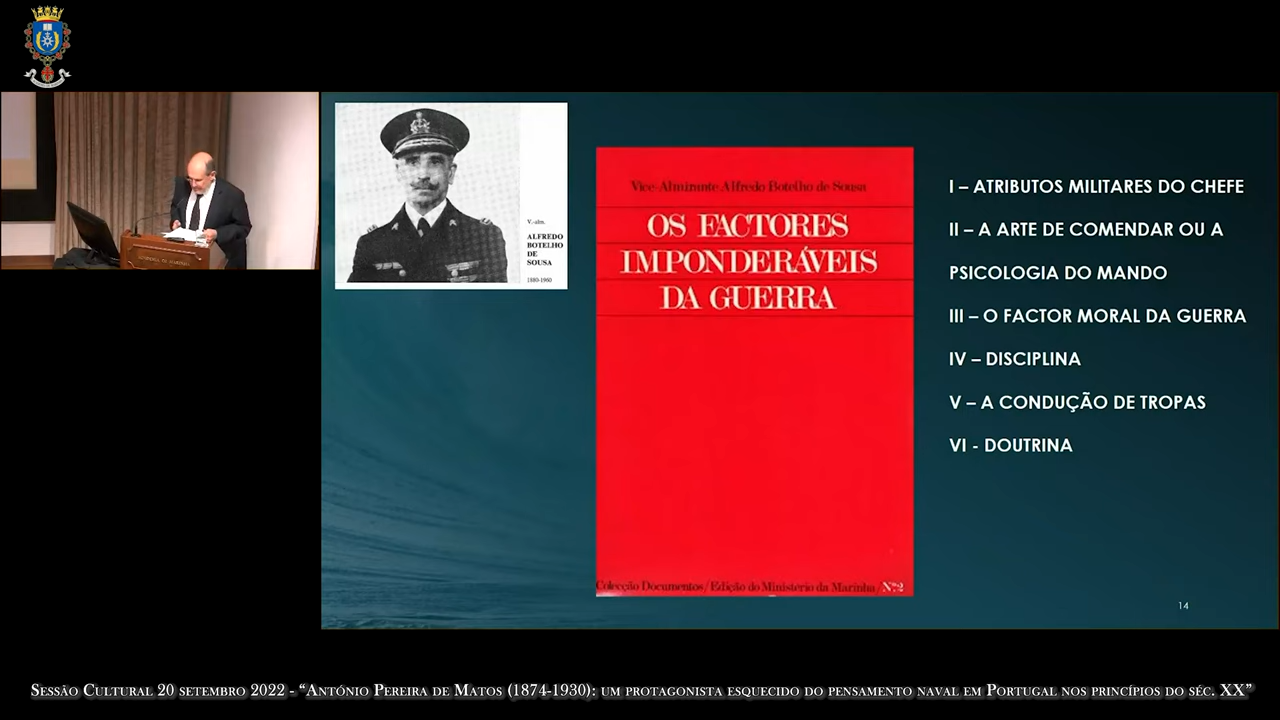 V.-alm.
ALFREDO
BOTELHO
DE
SOUSA
1880-1960
Vice-Almirante Alfredo Botelho de Sousa
OS FACTORES
IMPONDERÁVEIS
DA GUERRA
Colecção Documentos/Edição do Ministério da Marinha/Nº2
I – ATRIBUTOS MILITARES DO CHEFE
II – A ARTE DE COMENDAR OU A
PSICOLOGIA DO MANDO
III – O FACTOR MORAL DA GUERRA
IV – DISCIPLINA
V – A CONDUÇÃO DE TROPAS
VI - DOUTRINA
14
Sessão Cultural 20 setembro 2022 - “António Pereira de Matos (1874-1930): um protagonista esquecido do pensamento naval em Portugal nos princípios do séc. XX”